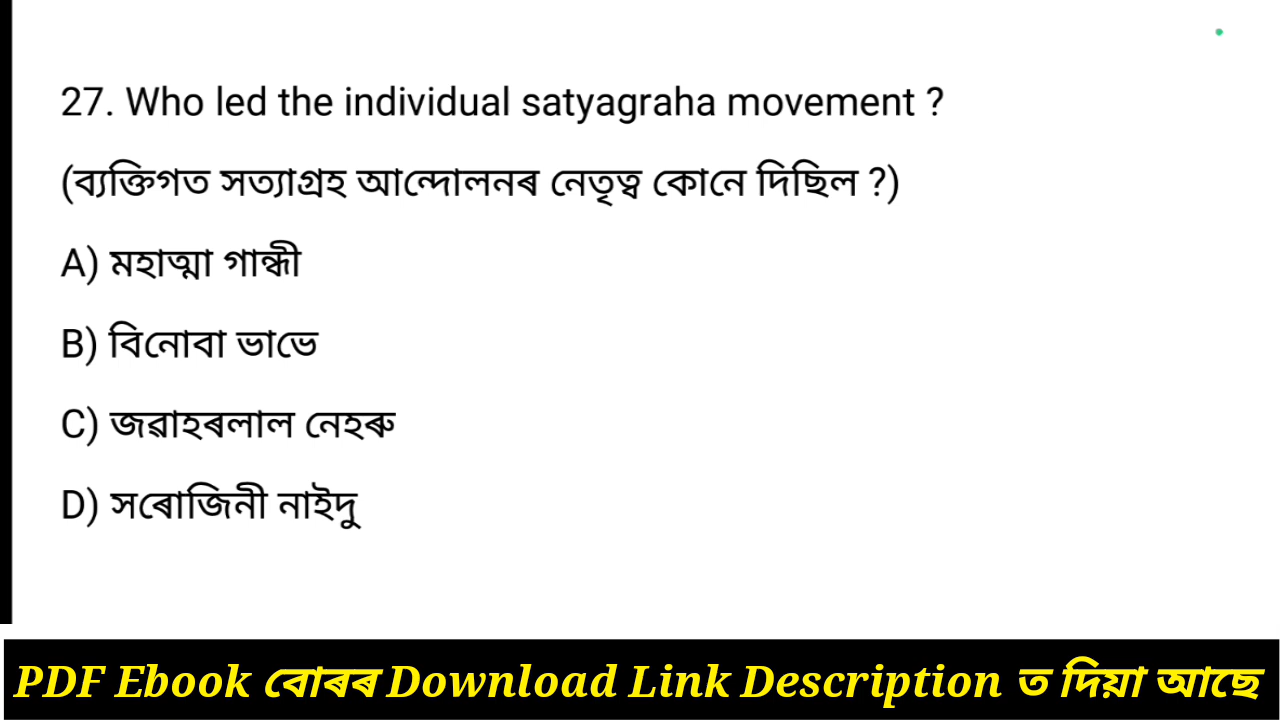 27. Who led the individual satyagraha movement ?
(ব্যক্তিগত সত্যাগ্ৰহ আন্দোলনৰ নেতৃত্ব কোনে দিছিল ?)
A) মহাত্মা গান্ধী
B) বিনোবা ভাভে
C) জৱাহৰলাল নেহৰু
D) সৰোজিনী নাইদু
PDF Ebook বোৰৰ Download Link Description ত দিয়া আছে